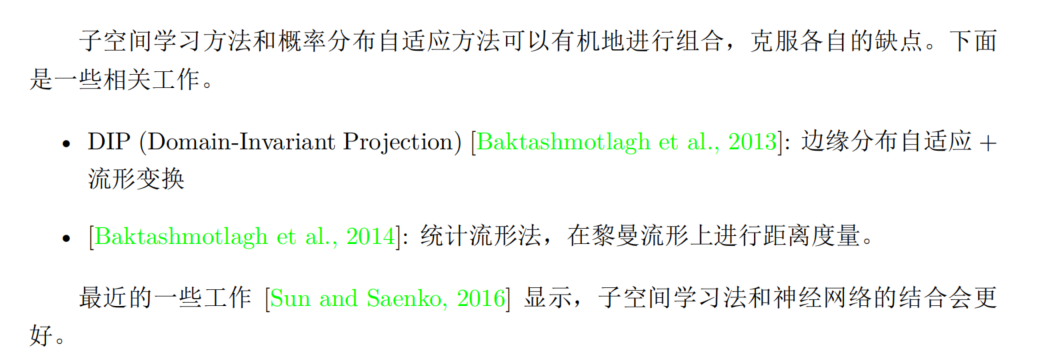 子空间学习方法和概率分布自适应方法可以有机地进行组合，克服各自的缺点。下面
是一些相关工作。
• DIP (Domain-Invariant Projection) [Baktashmotlagh et al., 2013]: 边缘分布自适应 +
流形变换
• [Baktashmotlagh et al., 2014]: 统计流形法，在黎曼流形上进行距离度量。
最近的一些工作 [Sun and Saenko, 2016] 显示，子空间学习法和神经网络的结合会更
好。